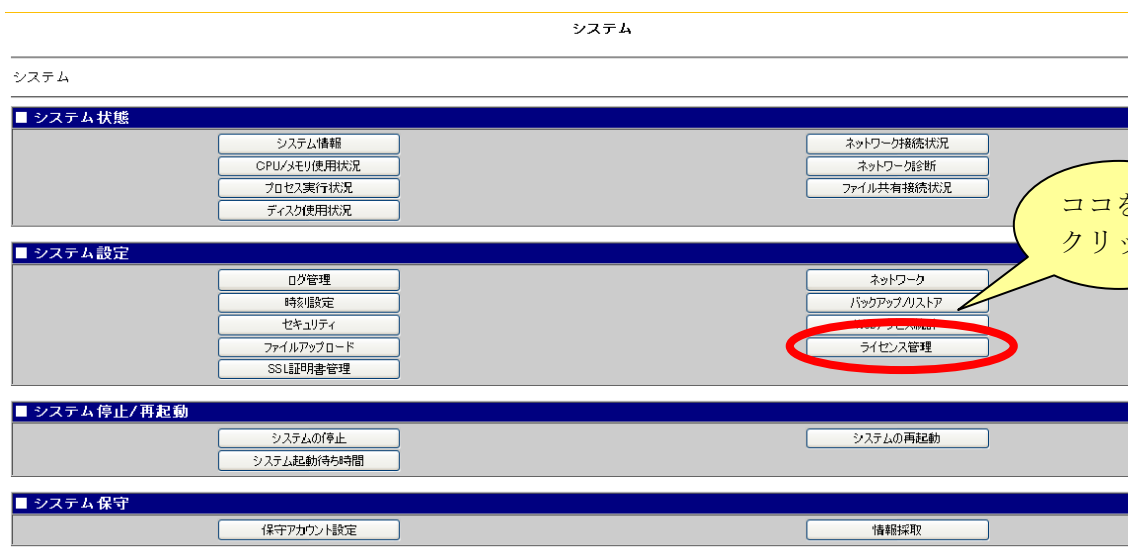 システム
システム
■ システム状態
システム情報 ネットワーク接続状況
CPU/メモリ使用状況 ネットワーク診断
プロセス実行状況 ファイル共有接続状況
ディスク使用状況
ココを
クリッ
■ システム設定
ログ管理 ネットワーク
時刻設定 バックアップ/リストア
セキュリティ
ファイルアップロード ライセンス管理
SSL証明書管理
■ システム停止/再起動
システムの停止 システムの再起動
システム起動待ち時間
■ システム保守
保守アカウント設定 情報採取